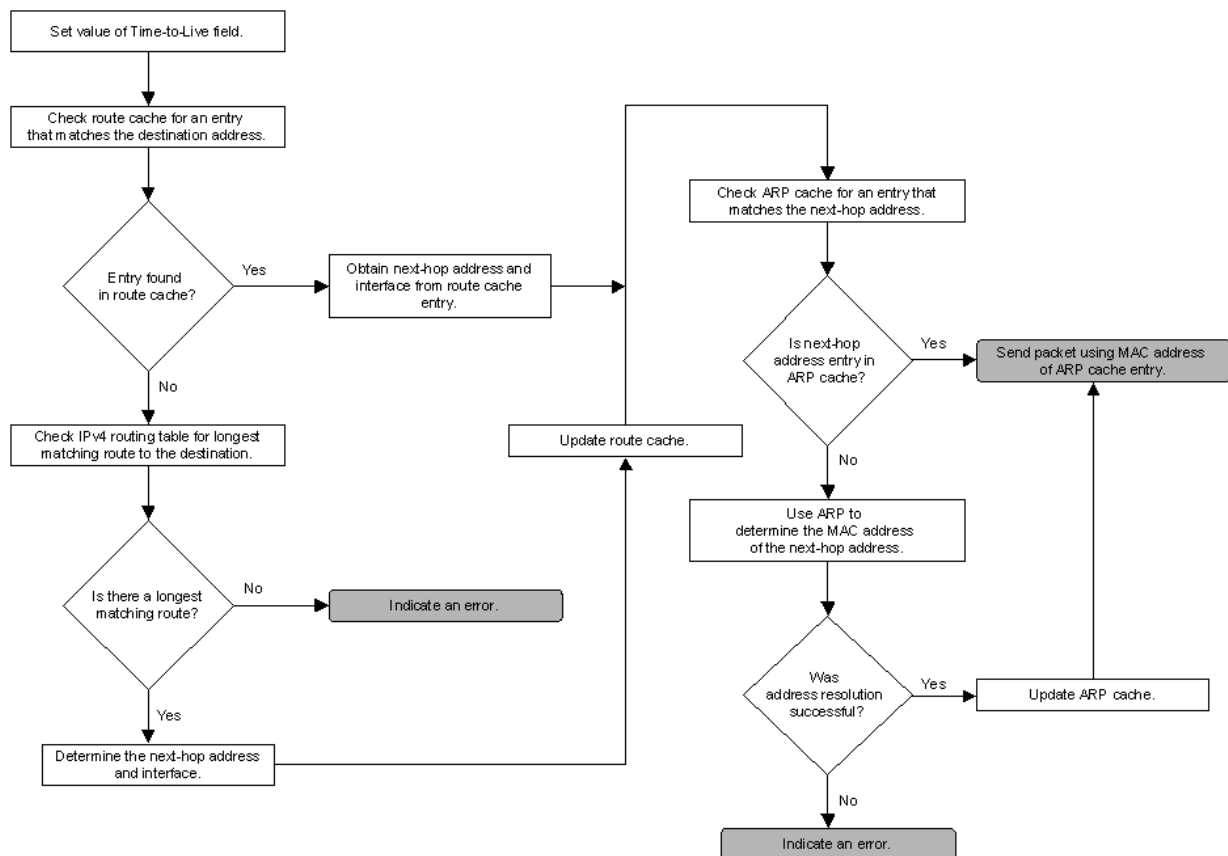 Set value of Time-to-Live field.
Check route cache for an entry
that matches the destination address.
Entry found
in route cache?
Yes
Obtain next-hop address and
interface from route cache
entry.
No
Check IPv4 routing table for longest
matching route to the destination.
Is there a longest
matching route?
No
Indicate an error.
Yes
Determine the next-hop address
and interface.
Update route cache.
Check ARP cache for an entry that
matches the next-hop address.
Is next-hop
address entry in
ARP cache?
Yes
Send packet using MAC address
of ARP cache entry.
No
Use ARP to
determine the MAC address
of the next-hop address.
Was
address resolution
successful?
Yes
Update ARP cache.
No
Indicate an error.